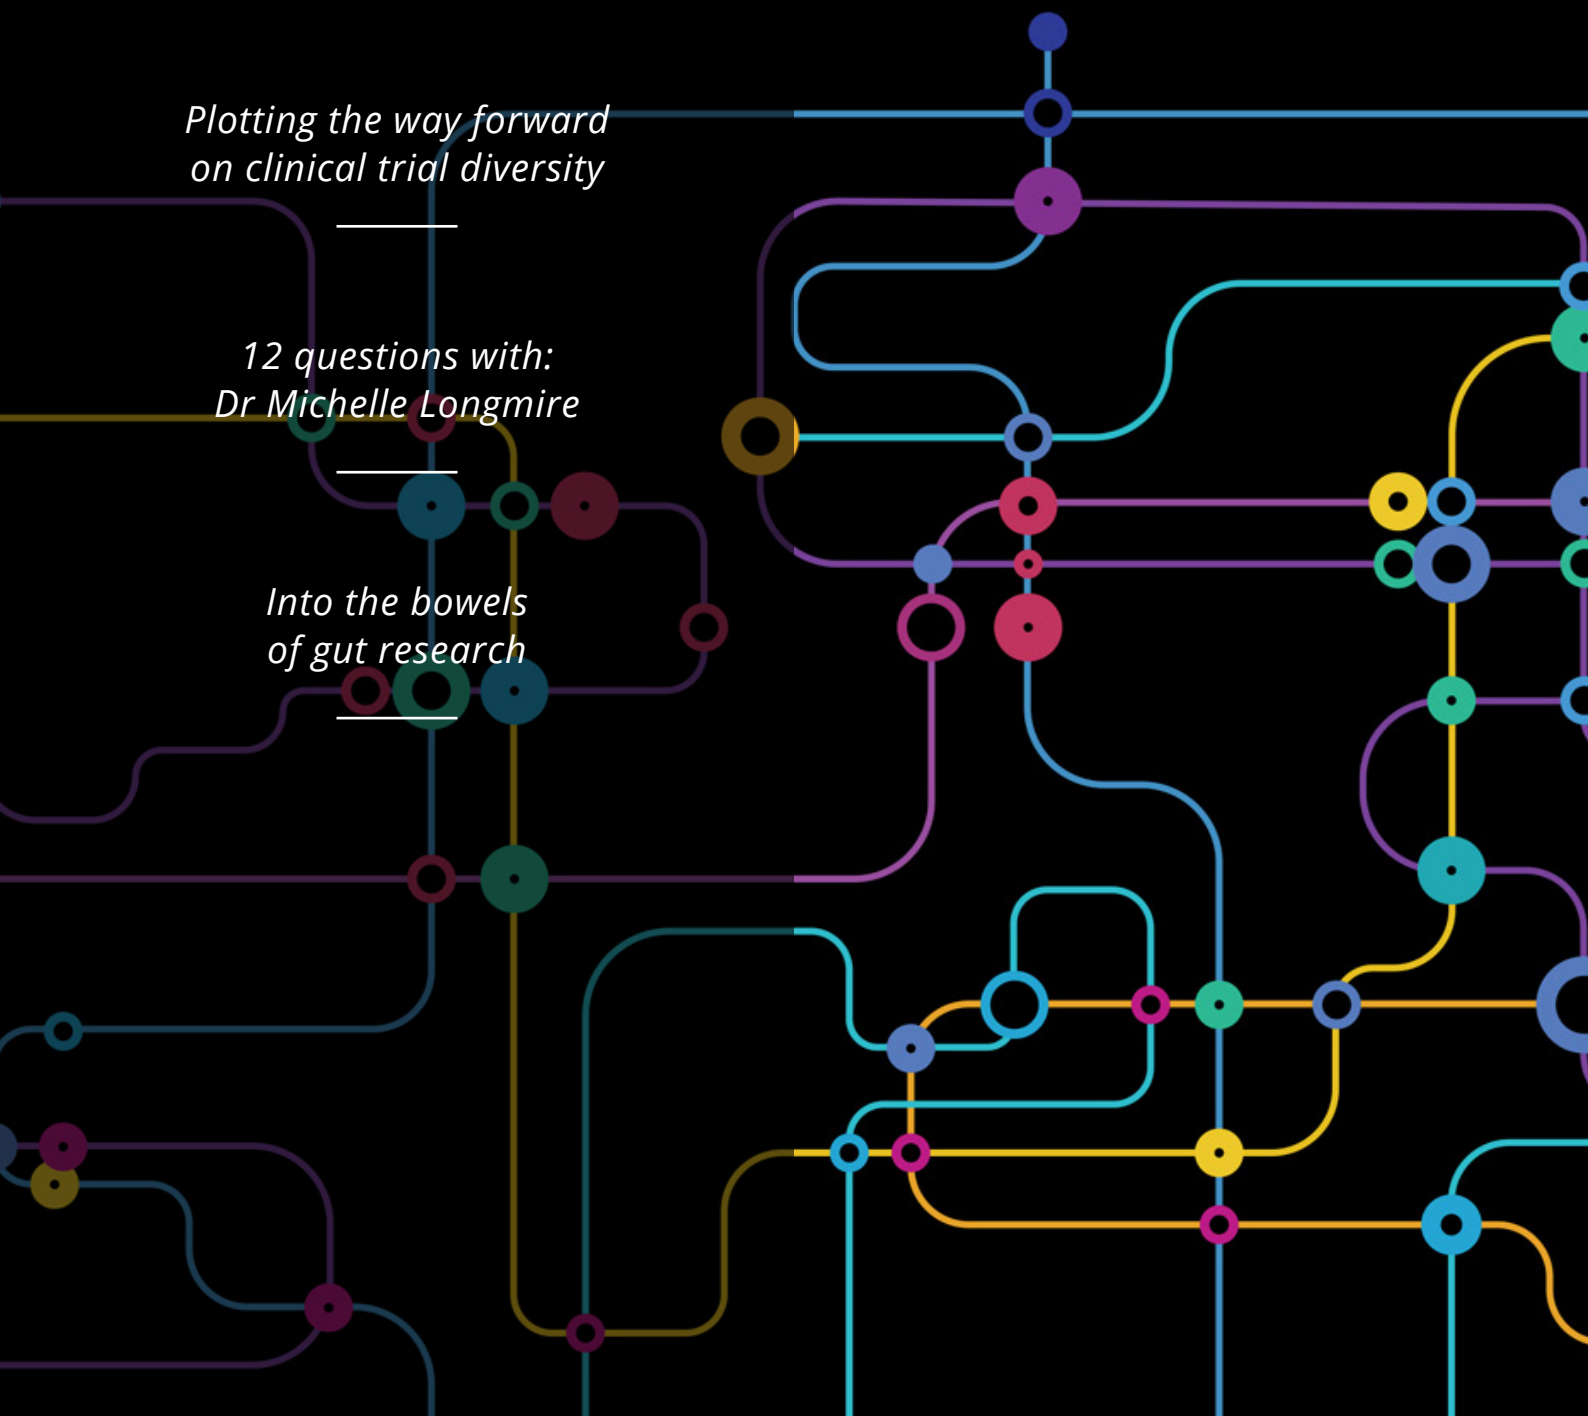 Plotting the way forward
on clinical trial diversity
12 questions with:
Dr Michelle Longmire
Into the bowels
of gut research